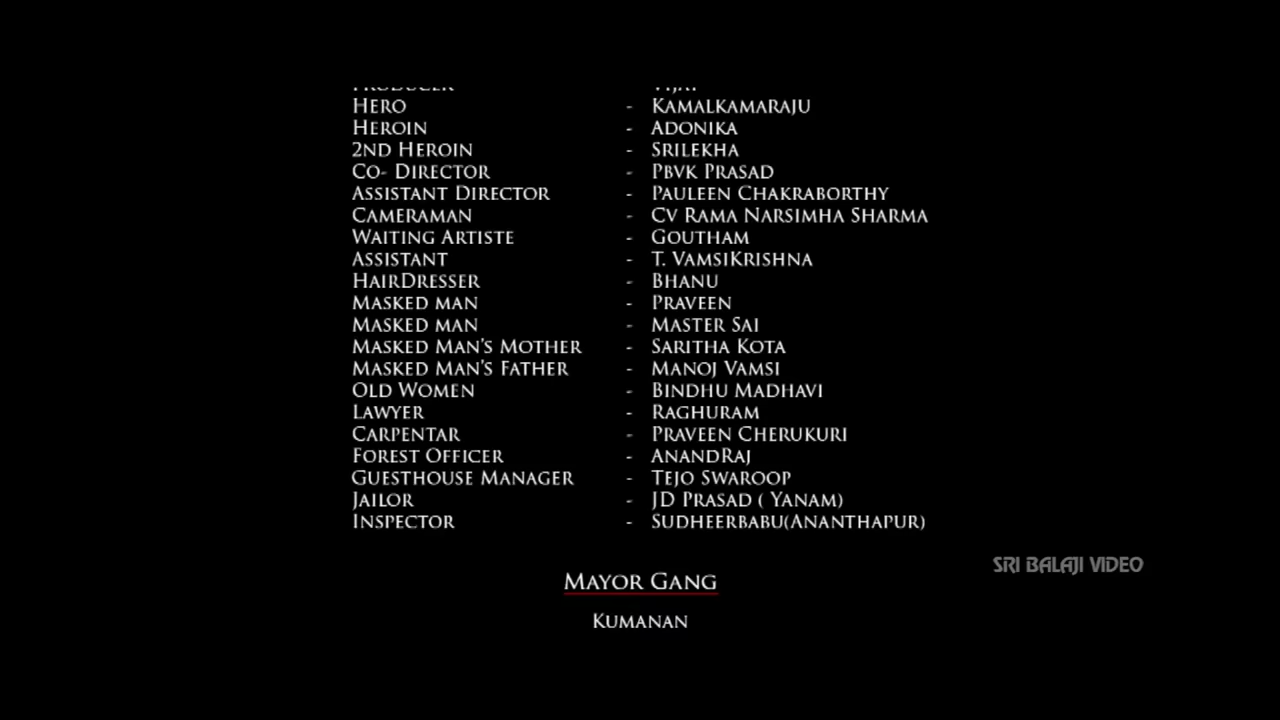 PRODUCER - VIJAY
HERO - KAMALKAMARAJU
HEROIN - ADONIKA
2ND HEROIN - SRILEKHA
CO- DIRECTOR - PBVK PRASAD
ASSISTANT DIRECTOR - PAULEEN CHAKRABORTHY
CAMERAMAN - CV RAMA NARSIMHA SHARMA
WAITING ARTISTE - GOUTHAM
ASSISTANT - T. VAMSIKRISHNA
HAIRDRESSER - BHANU
MASKED MAN - PRAVEEN
MASKED MAN - MASTER SAI
MASKED MAN'S MOTHER - SARITHA KOTA
MASKED MAN'S FATHER - MANOJ VAMSI
OLD WOMEN - BINDHU MADHAVI
LAWYER - RAGHURAM
CARPENTAR - PRAVEEN CHERUKURI
FOREST OFFICER - ANANDRAJ
GUESTHOUSE MANAGER - TEJO SWAROOP
JAILOR - JD PRASAD ( YANAM)
INSPECTOR - SUDHEERBABU(ANANTHAPUR)
SRI BALAJI VIDEO
MAYOR GANG
KUMANAN